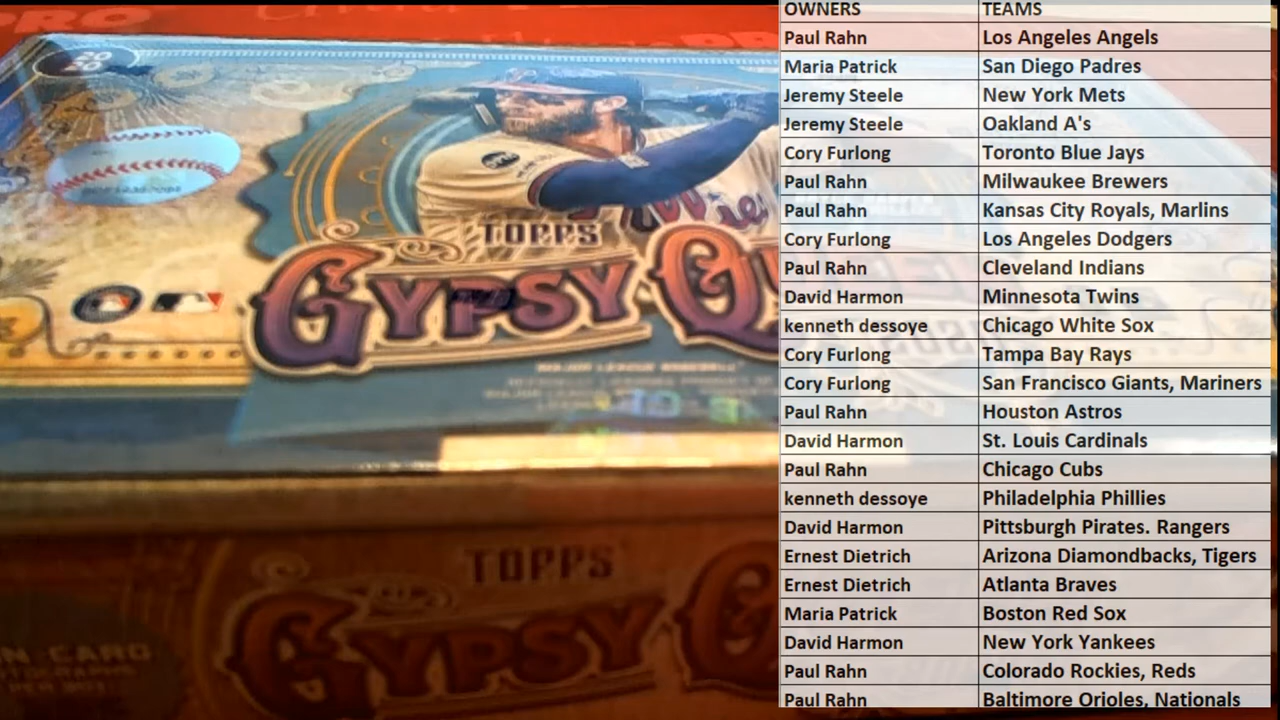 OWNERS TEAMS
Paul Rahn Los Angeles Angels
Maria Patrick San Diego Padres
Jeremy Steele New York Mets
Jeremy Steele Oakland A's
Cory Furlong Toronto Blue Jays
Paul Rahn Milwaukee Brewers
Paul Rahn Kansas City Royals, Marlins
Cory Furlong Los Angeles Dodgers
Paul Rahn Cleveland Indians
David Harmon Minnesota Twins
kenneth dessoye Chicago White Sox
Cory Furlong Tampa Bay Rays
Cory Furlong San Francisco Giants, Mariners
Paul Rahn Houston Astros
David Harmon St. Louis Cardinals
Paul Rahn Chicago Cubs
kenneth dessoye Philadelphia Phillies
David Harmon Pittsburgh Pirates. Rangers
Ernest Dietrich Arizona Diamondbacks, Tigers
Ernest Dietrich Atlanta Braves
Maria Patrick Boston Red Sox
David Harmon New York Yankees
Paul Rahn Colorado Rockies, Reds
Paul Rahn Baltimore Orioles, Nationals
TOPPS
GYPSY Q
TOPPS
GYPSY Q
N-CARD